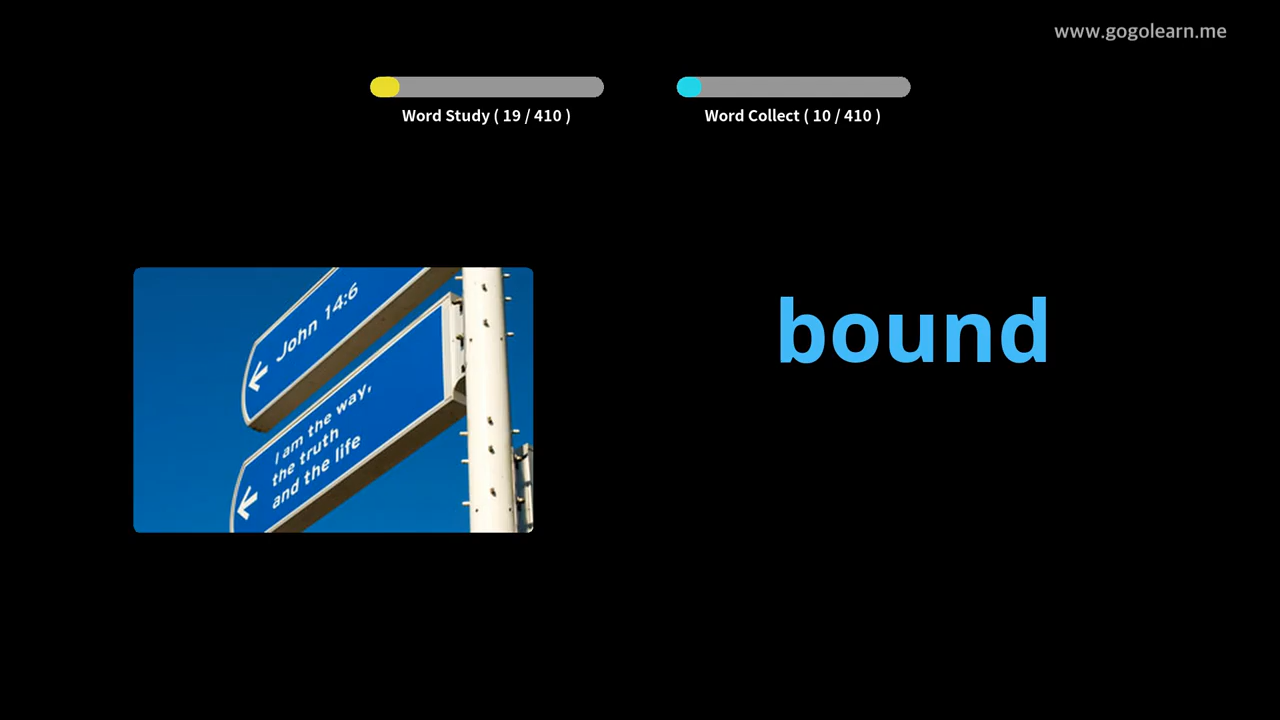 www.gogolearn.me
Word Study ( 19 / 410 )
Word Collect ( 10 / 410 )
John 14:6
I am the way,
the truth
and the life
bound